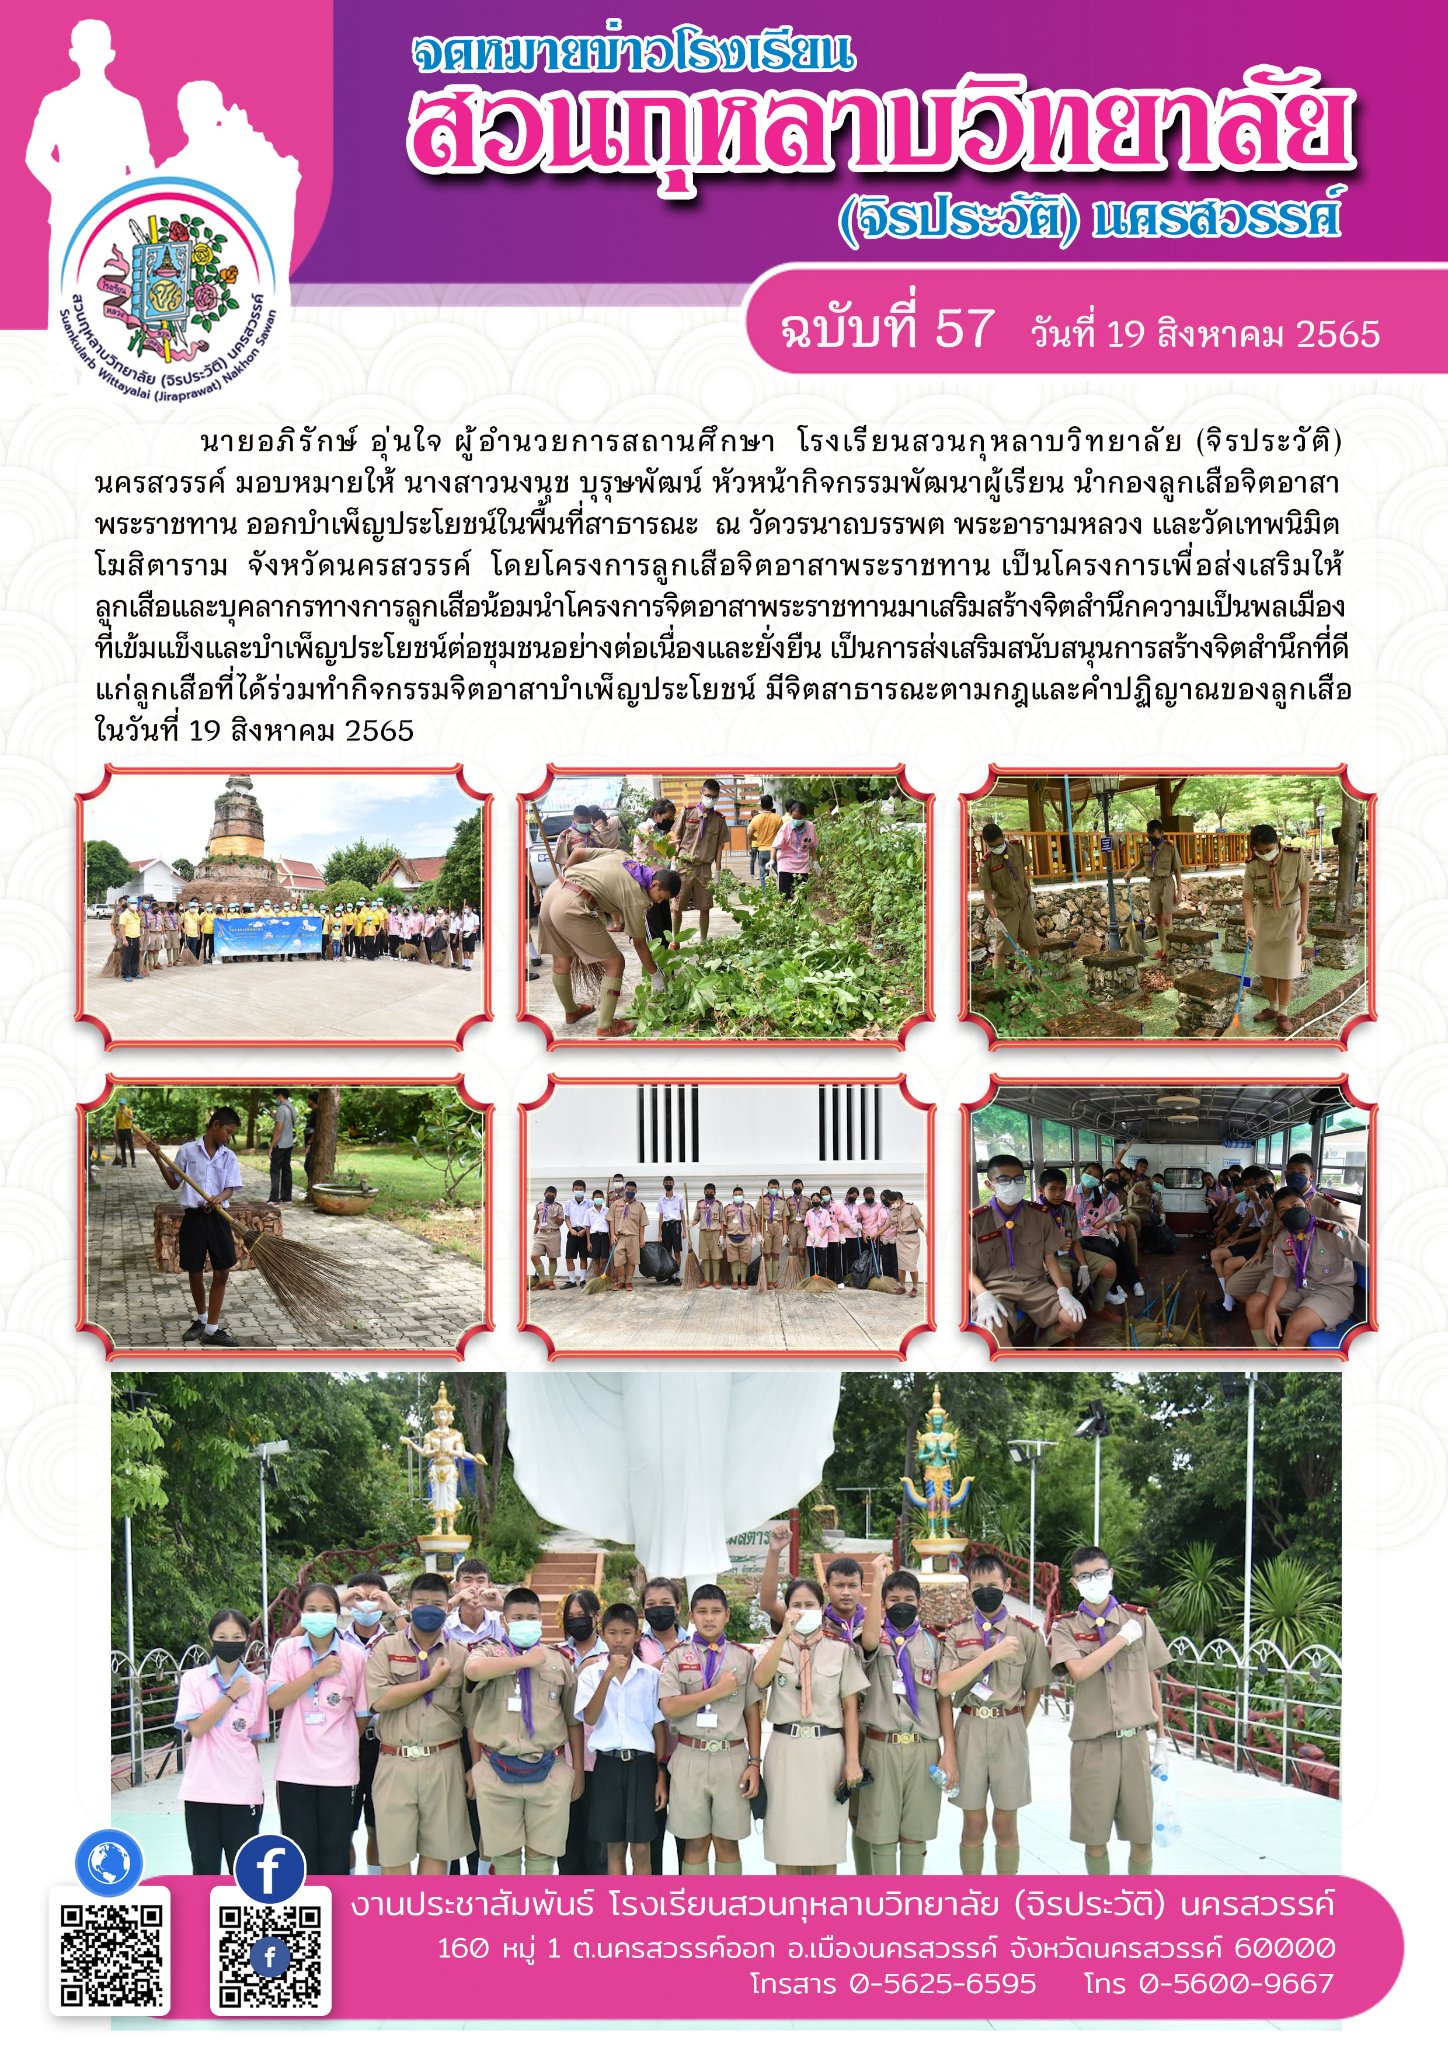 จดหมายข่าวโรงเรียน
สวนกุหลาบวิทยาลัย
(จิรประวัติ) นครสวรรค์
ฉบับที่ 57 วันที่ 19 สิงหาคม 2565
โรงเรียน
หลวง
สวนกุหลาบวิทยาลัย (จิรประวัติ) นครสวรรค์
Suankularb Wittayalai (Jiraprawat) Nakhon Sawan
นายอภิรักษ์ อุ่นใจ ผู้อำนวยการสถานศึกษา โรงเรียนสวนกุหลาบวิทยาลัย (จิรประวัติ)
นครสวรรค์ มอบหมายให้ นางสาวนงนุช บุรุษพัฒน์ หัวหน้ากิจกรรมพัฒนาผู้เรียน นำกองลูกเสือจิตอาสา
พระราชทาน ออกบำเพ็ญประโยชน์ในพื้นที่สาธารณะ ณ วัดวรนาถบรรพต พระอารามหลวง และวัดเทพนิมิต
โฆสิตาราม จังหวัดนครสวรรค์ โดยโครงการลูกเสือจิตอาสาพระราชทาน เป็นโครงการเพื่อส่งเสริมให้
ลูกเสือและบุคลากรทางการลูกเสือน้อมนำโครงการจิตอาสาพระราชทานมาเสริมสร้างจิตสำนึกความเป็นพลเมือง
ที่เข้มแข็งและบำเพ็ญประโยชน์ต่อชุมชนอย่างต่อเนื่องและยั่งยืน เป็นการส่งเสริมสนับสนุนการสร้างจิตสำนึกที่ดี
แก่ลูกเสือที่ได้ร่วมทำกิจกรรมจิตอาสาบำเพ็ญประโยชน์ มีจิตสาธารณะตามกฎและคำปฏิญาณของลูกเสือ
ในวันที่ 19 สิงหาคม 2565
งานประชาสัมพันธ์ โรงเรียนสวนกุหลาบวิทยาลัย (จิรประวัติ) นครสวรรค์
160 หมู่ 1 ต.นครสวรรค์ออก อ.เมืองนครสวรรค์ จังหวัดนครสวรรค์ 60000
โทรสาร 0-5625-6595 โทร 0-5600-9667